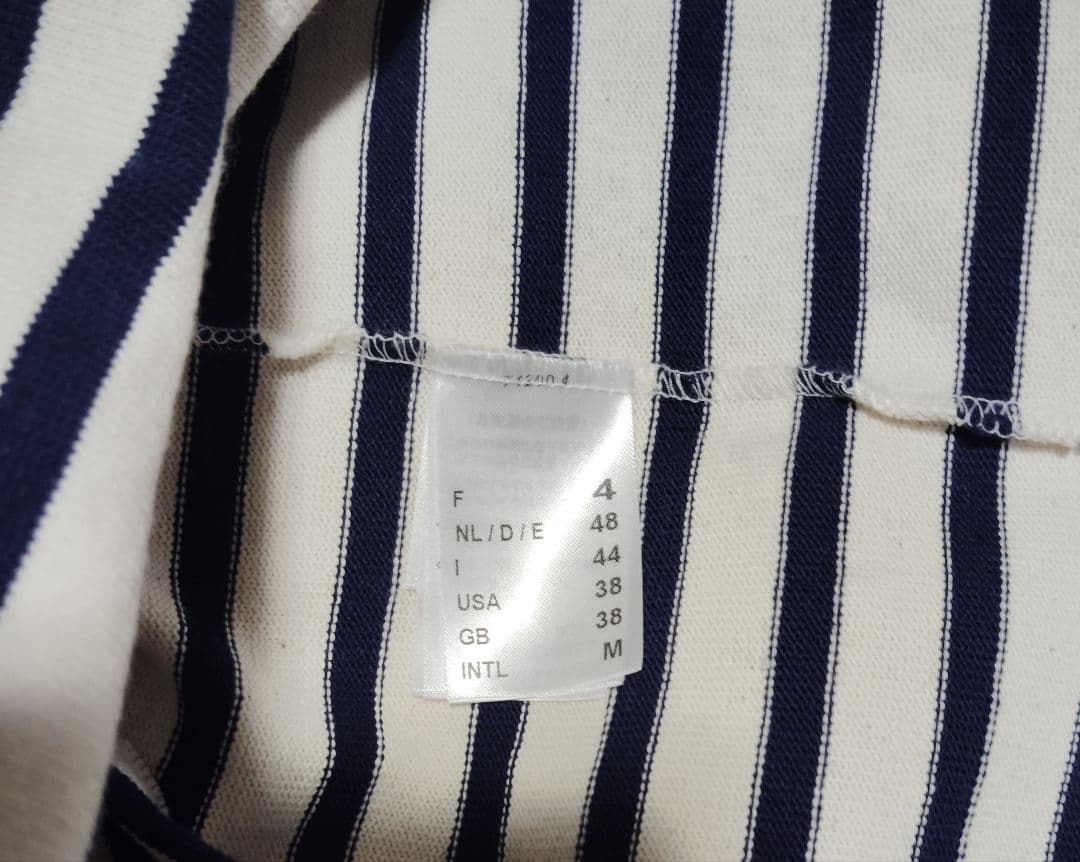 F 4
NL / D / E 48
I 44
USA 38
GB 38
INTL M